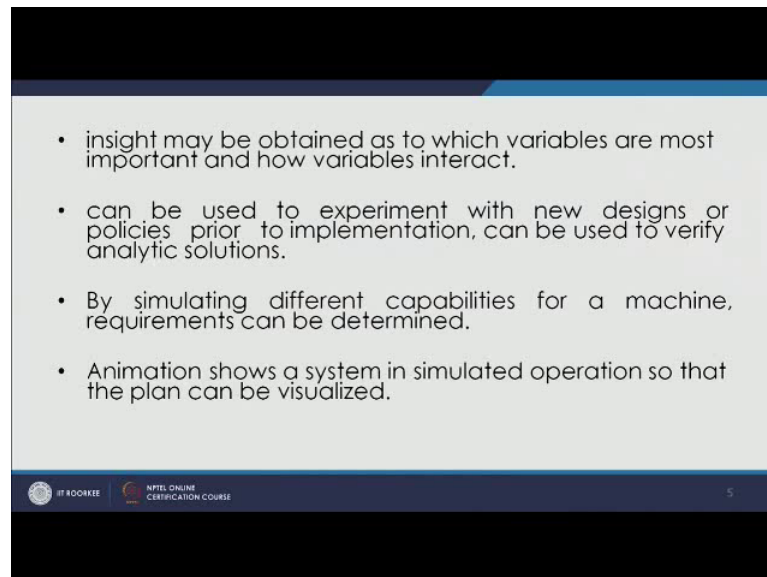 • insight may be obtained as to which variables are most
important and how variables interact.
• can be used to experiment with new designs or
policies prior to implementation, can be used to verify
analytic solutions.
• By simulating different capabilities for a machine,
requirements can be determined.
• Animation shows a system in simulated operation so that
the plan can be visualized.
IIT ROORKEE
NPTEL ONLINE
CERTIFICATION COURSE
5